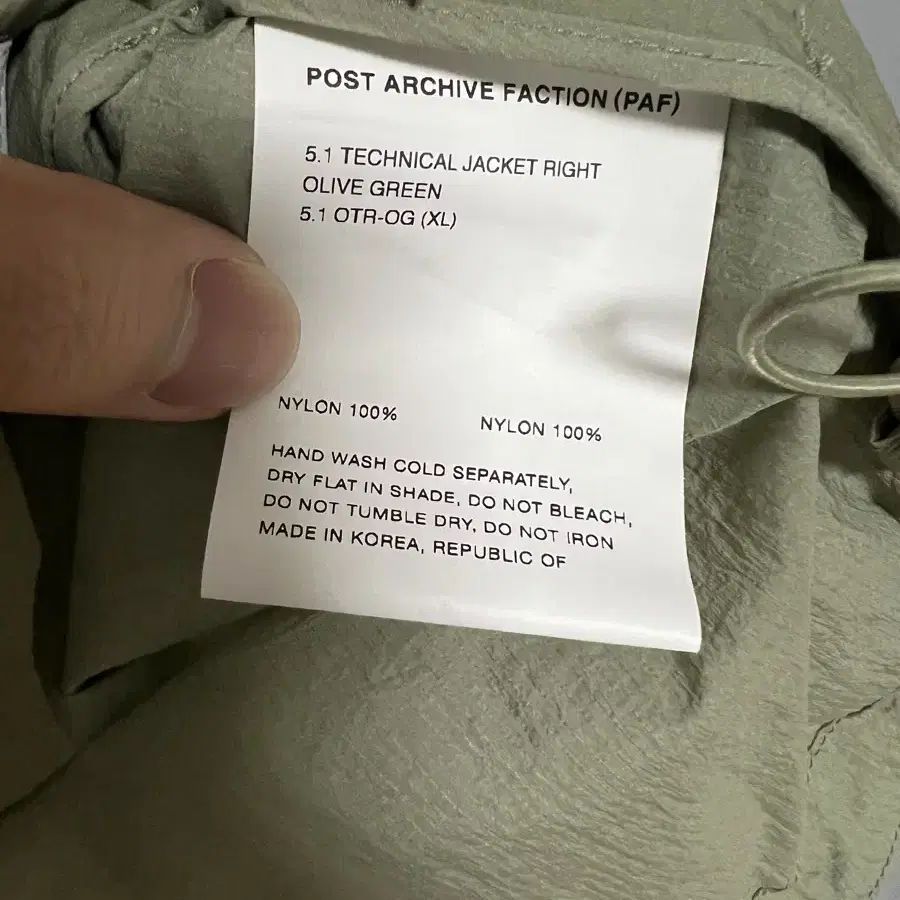 POST ARCHIVE FACTION (PAF)
5.1 TECHNICAL JACKET RIGHT
OLIVE GREEN
5.1 OTR-OG (XL)
NYLON 100% NYLON 100%
HAND WASH COLD SEPARATELY,
DRY FLAT IN SHADE, DO NOT BLEACH,
DO NOT TUMBLE DRY, DO NOT IRON
MADE IN KOREA, REPUBLIC OF